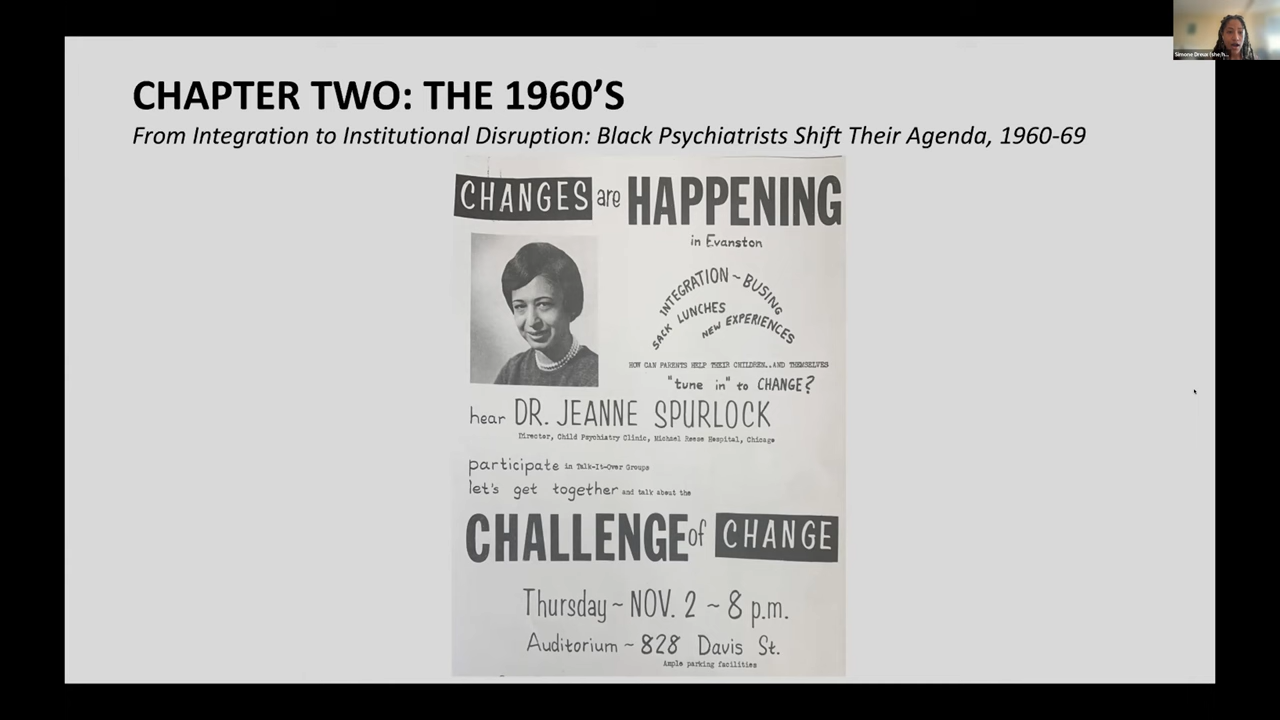 CHAPTER TWO: THE 1960'S
From Integration to Institutional Disruption: Black Psychiatrists Shift Their Agenda, 1960-69
CHANGES are HAPPENING
in Evanston
INTEGRATION ~ BUSING
SACK LUNCHES
NEW EXPERIENCES
HOW CAN PARENTS HELP THEIR CHILDREN..AND THEMSELVES
"tune in" to CHANGE?
hear DR. JEANNE SPURLOCK
Director, Child Psychiatry Clinic, Michael Reese Hospital, Chicago
participate in Talk-It-Over Groups
let's get together and talk about the
CHALLENGE of CHANGE
Thursday ~ NOV. 2 ~ 8 p.m.
Auditorium ~ 828 Davis St.
Ample parking facilities